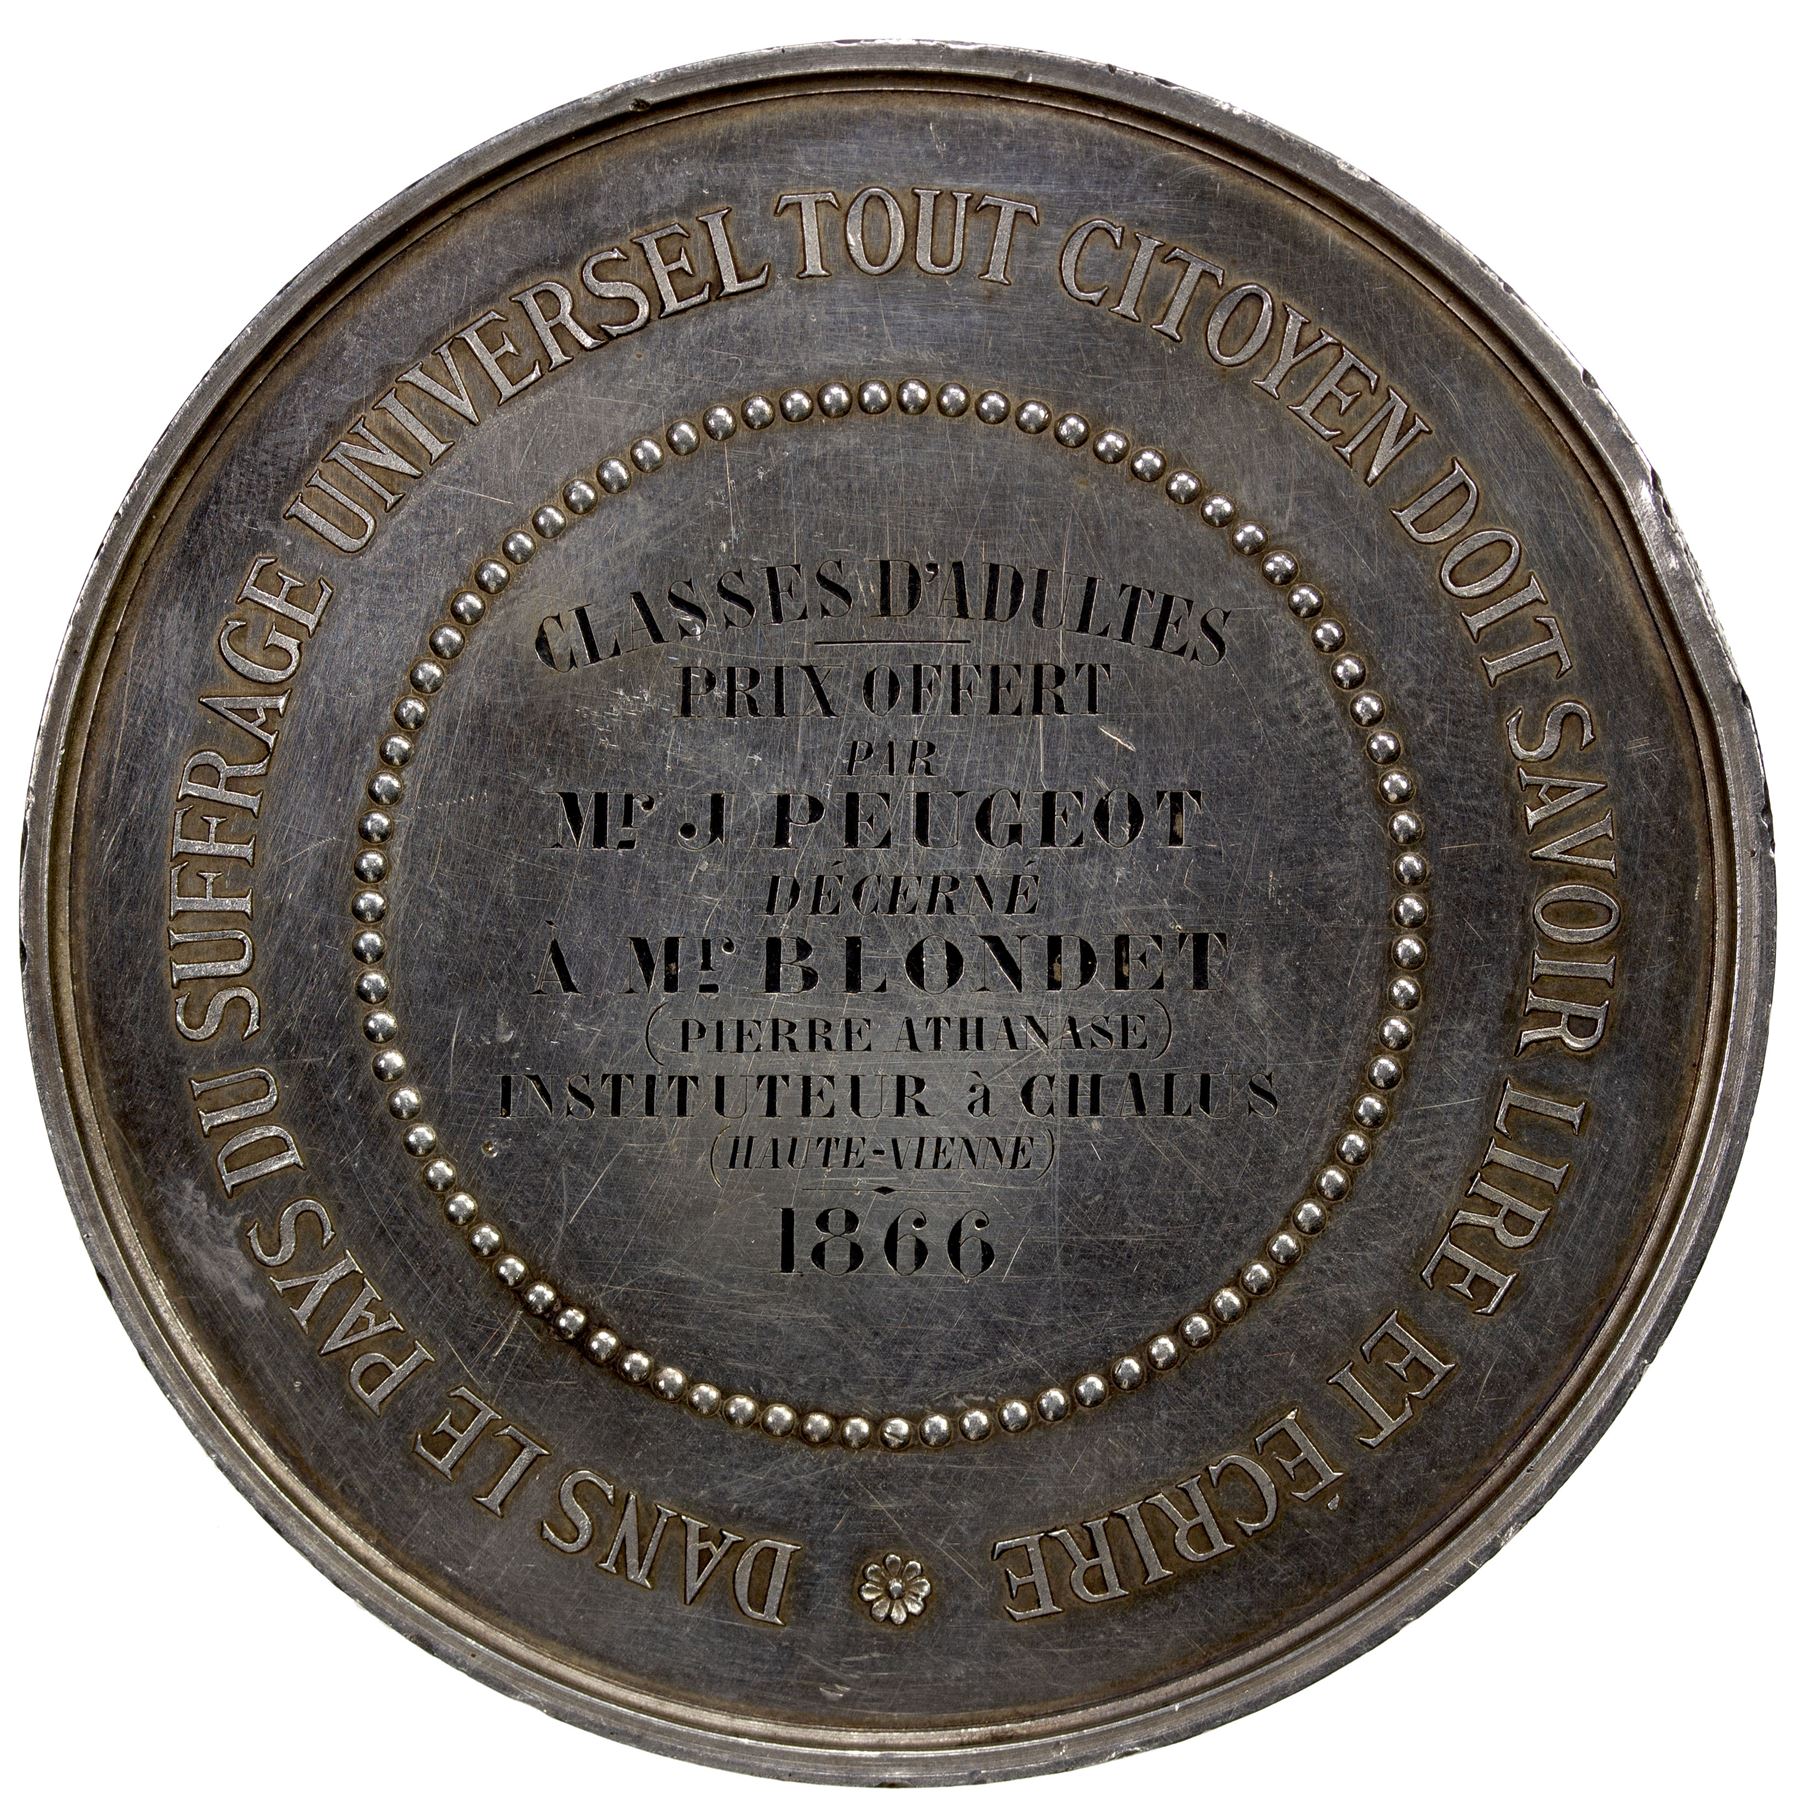 DANS LE PAYS DU SUFFRAGE UNIVERSEL TOUT CITOYEN DOIT SAVOIR LIRE ET ÉCRIRE
CLASSES D'ADULTES
PRIX OFFERT
PAR
Mr. J PEUGEOT
DÉCERNÉ
À Mr. BLONDET
(PIERRE ATHANASE)
INSTITUTEUR à CHALUS
(HAUTE-VIENNE)
1866